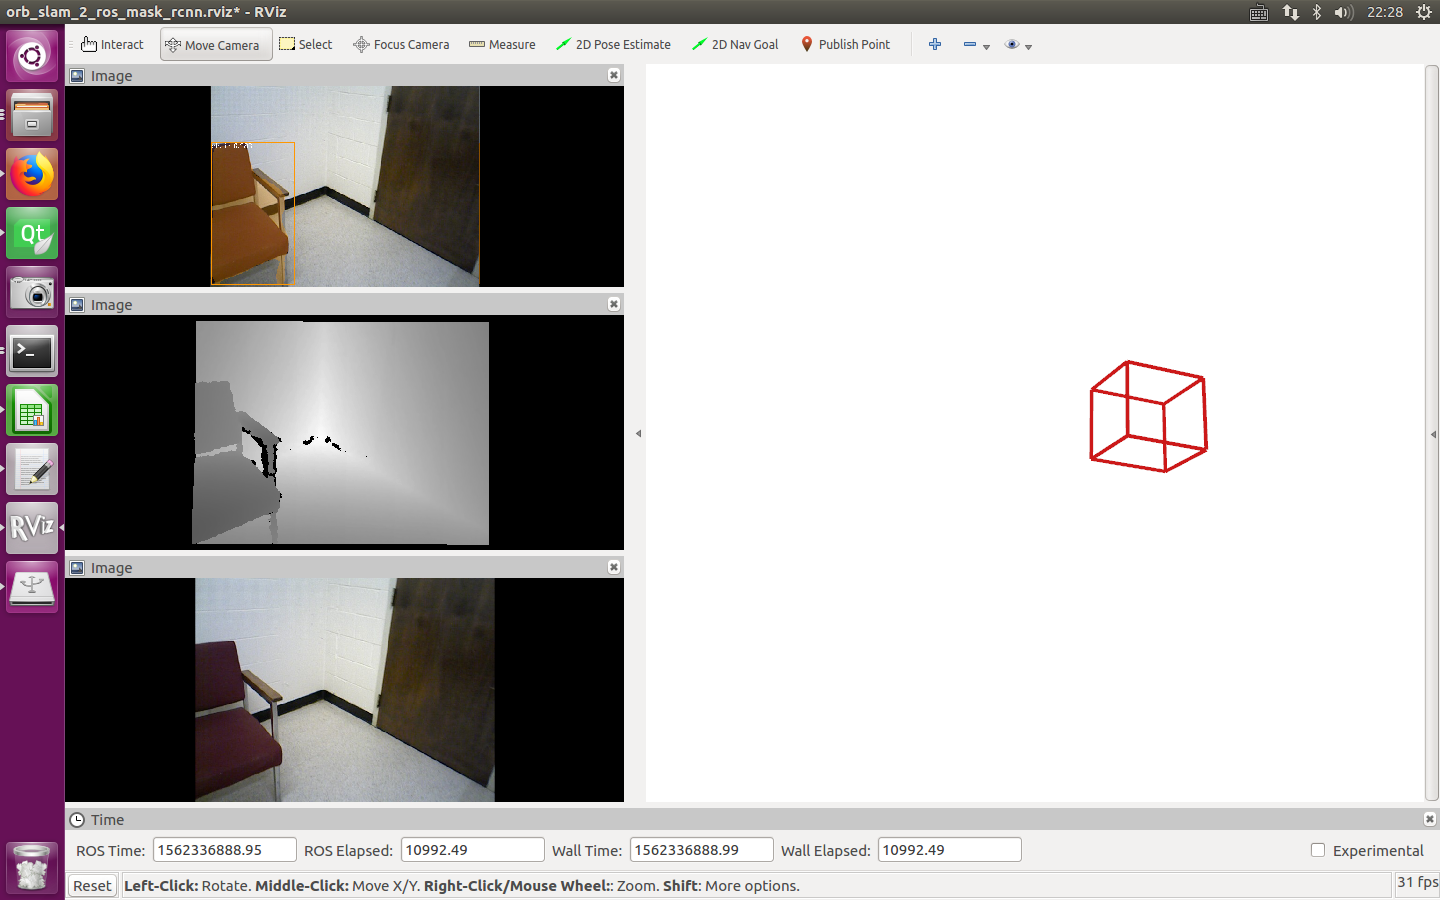 orb_slam_2_ros_mask_rcnn.rviz* - RViz
22:28
Interact
Move Camera
Select
Focus Camera
Measure
2D Pose Estimate
2D Nav Goal
Publish Point
Image
Image
Image
Qt
RViz
Time
ROS Time: 1562336888.95 ROS Elapsed: 10992.49 Wall Time: 1562336888.99 Wall Elapsed: 10992.49 Experimental
Reset Left-Click: Rotate. Middle-Click: Move X/Y. Right-Click/Mouse Wheel:: Zoom. Shift: More options. 31 fps